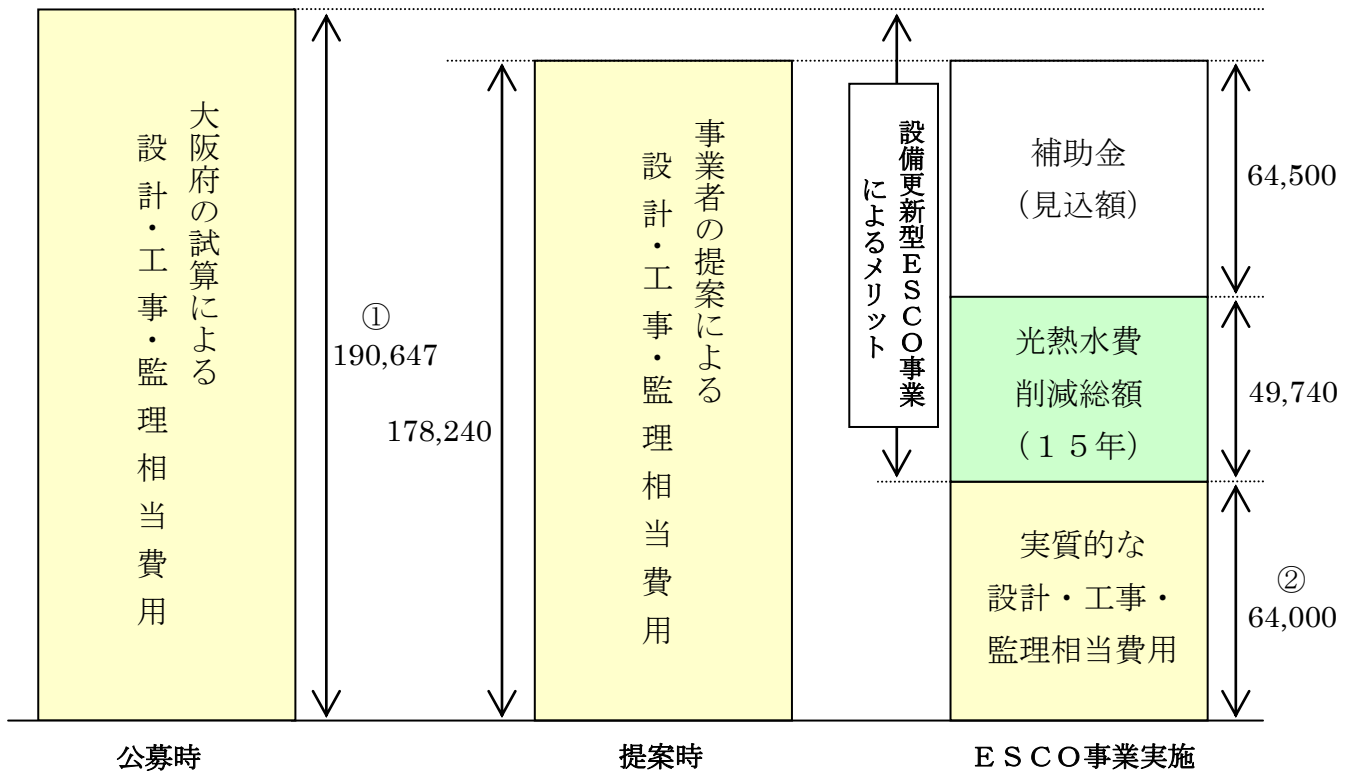 大阪府の試算による
設計・工事・監理相当費用
①
190,647
178,240
事業者の提案による
設計・工事・監理相当費用
設備更新型ＥＳＣＯ事業
によるメリット
補助金
（見込額）
64,500
光熱水費
削減総額
（１５年）
49,740
実質的な
設計・工事・
監理相当費用
②
64,000
公募時
提案時
ＥＳＣＯ事業実施